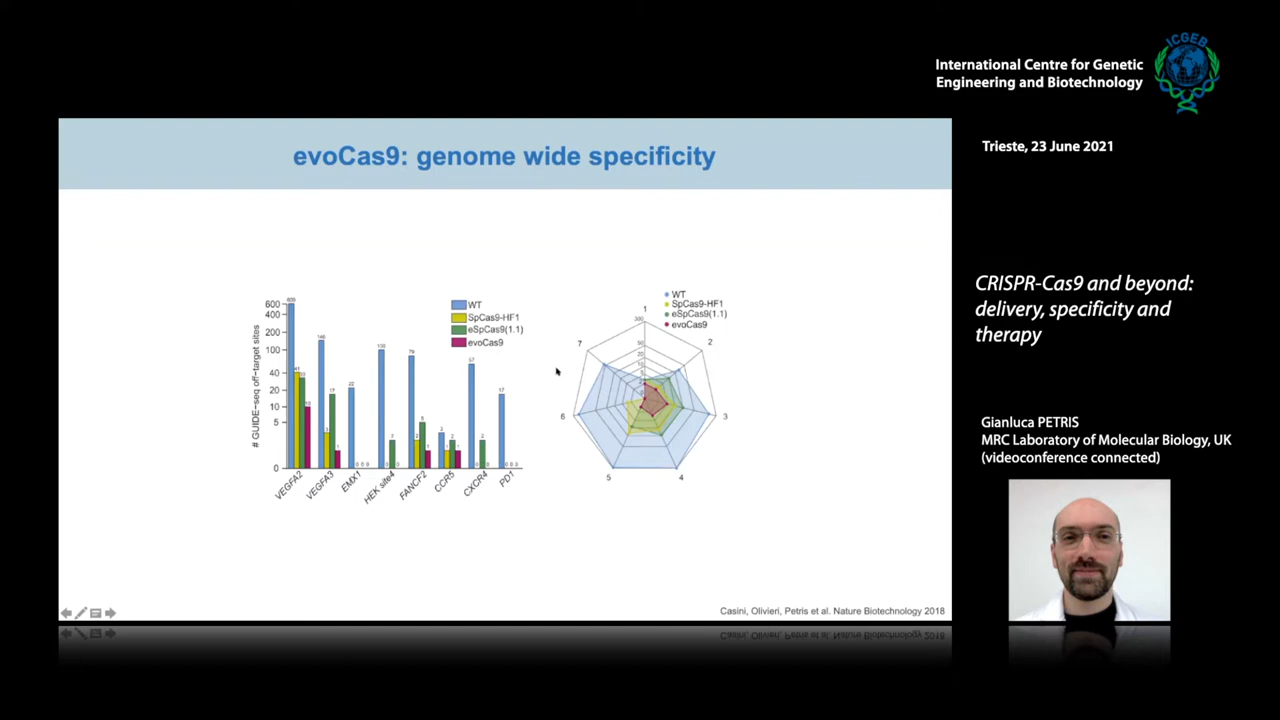 ICGEB
International Centre for Genetic
Engineering and Biotechnology
Trieste, 23 June 2021
evoCas9: genome wide specificity
CRISPR-Cas9 and beyond:
delivery, specificity and
therapy
# GUIDE-seq off-target sites
600
400
200
100
40
20
10
5
0
WT
SpCas9-HF1
eSpCas9(1.1)
evoCas9
146
22
79
17
VEGFA2
VEGFA3
EMX1
HEK site4
FANCF2
CCR5
CXCR4
PD1
WT
SpCas9-HF1
eSpCas9(1.1)
evoCas9
1
2
3
4
5
6
7
Gianluca PETRIS
MRC Laboratory of Molecular Biology, UK
(videoconference connected)
Casini, Olivieri, Petris et al. Nature Biotechnology 2018